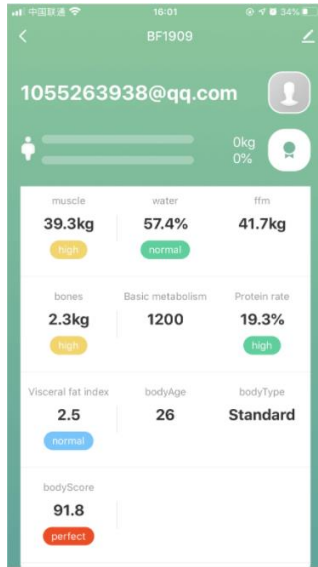 中国联通 16:01 34%
BF1909
1055263938@qq.com
0kg
0%
muscle water ffm
39.3kg 57.4% 41.7kg
high normal
bones Basic metabolism Protein rate
2.3kg 1200 19.3%
high high
Visceral fat index bodyAge bodyType
2.5 26 Standard
normal
bodyScore
91.8
perfect